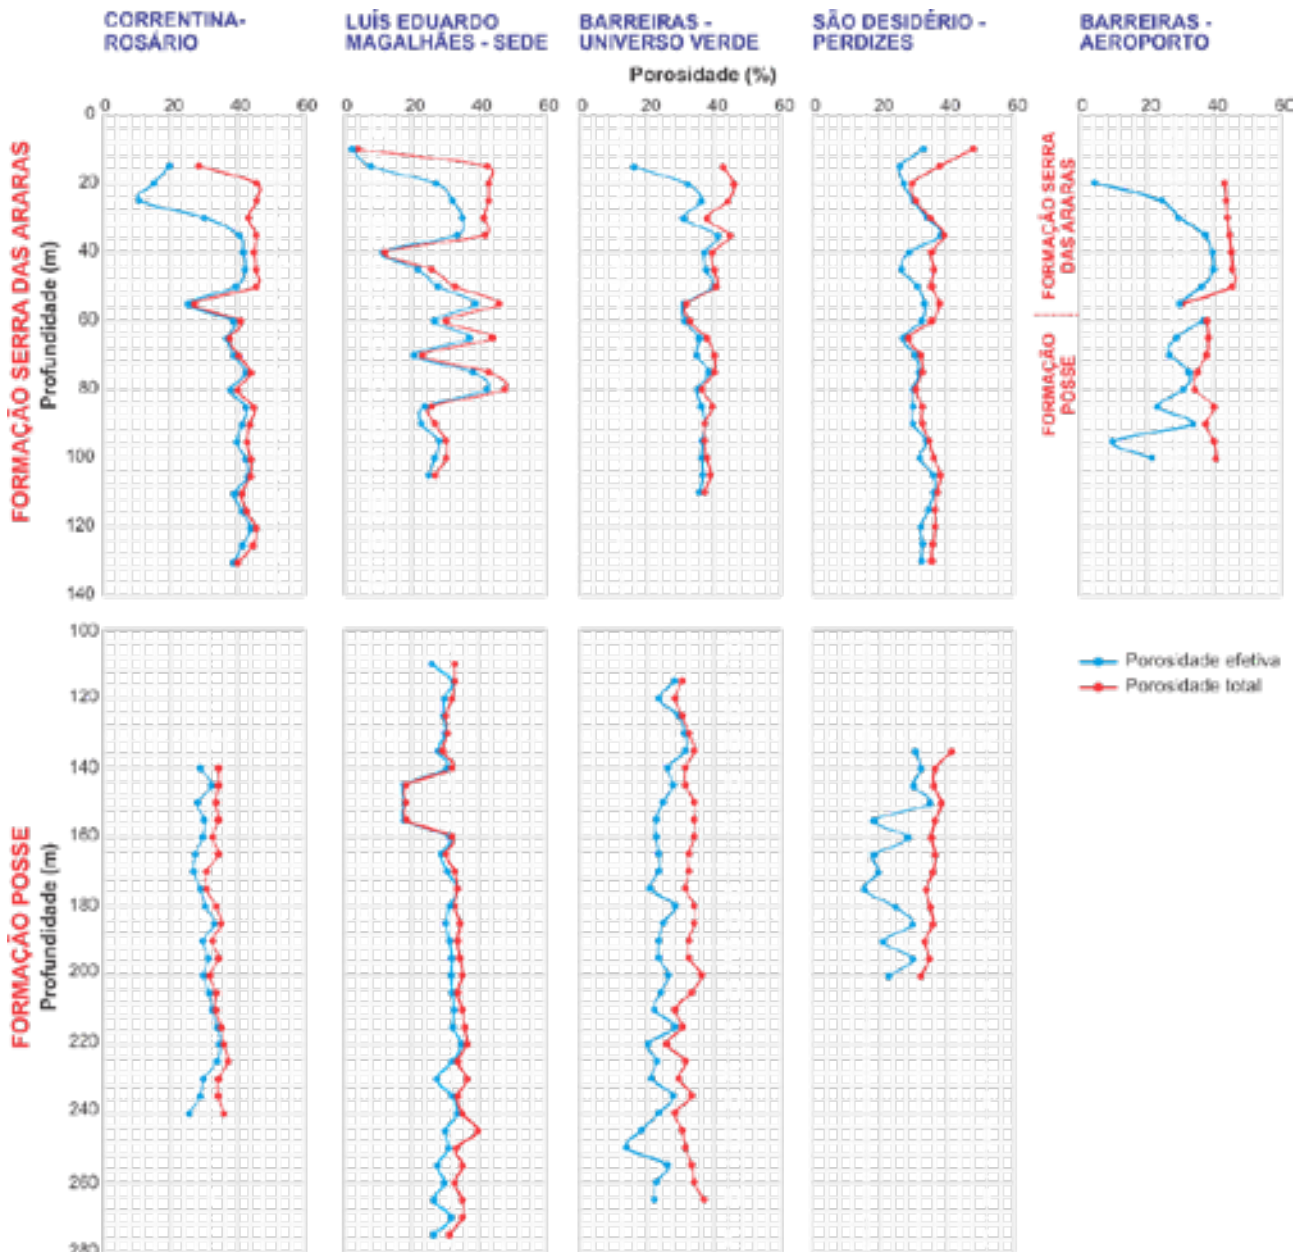 CORRENTINA-
ROSÁRIO
LUÍS EDUARDO
MAGALHÃES - SEDE
BARREIRAS -
UNIVERSO VERDE
SÃO DESIDÉRIO -
PERDIZES
BARREIRAS -
AEROPORTO
Porosidade (%)
0 20 40 60
0 20 40 60
0 20 40 60
0 20 40 60
0 20 40 60
FORMAÇÃO SERRA DAS ARARAS
Profundidade (m)
0
20
40
60
80
100
120
140
FORMAÇÃO SERRA
DAS ARARAS
FORMAÇÃO
POSSE
FORMAÇÃO POSSE
Profundidade (m)
100
120
140
160
180
200
220
240
260
280
Porosidade efetiva
Porosidade total